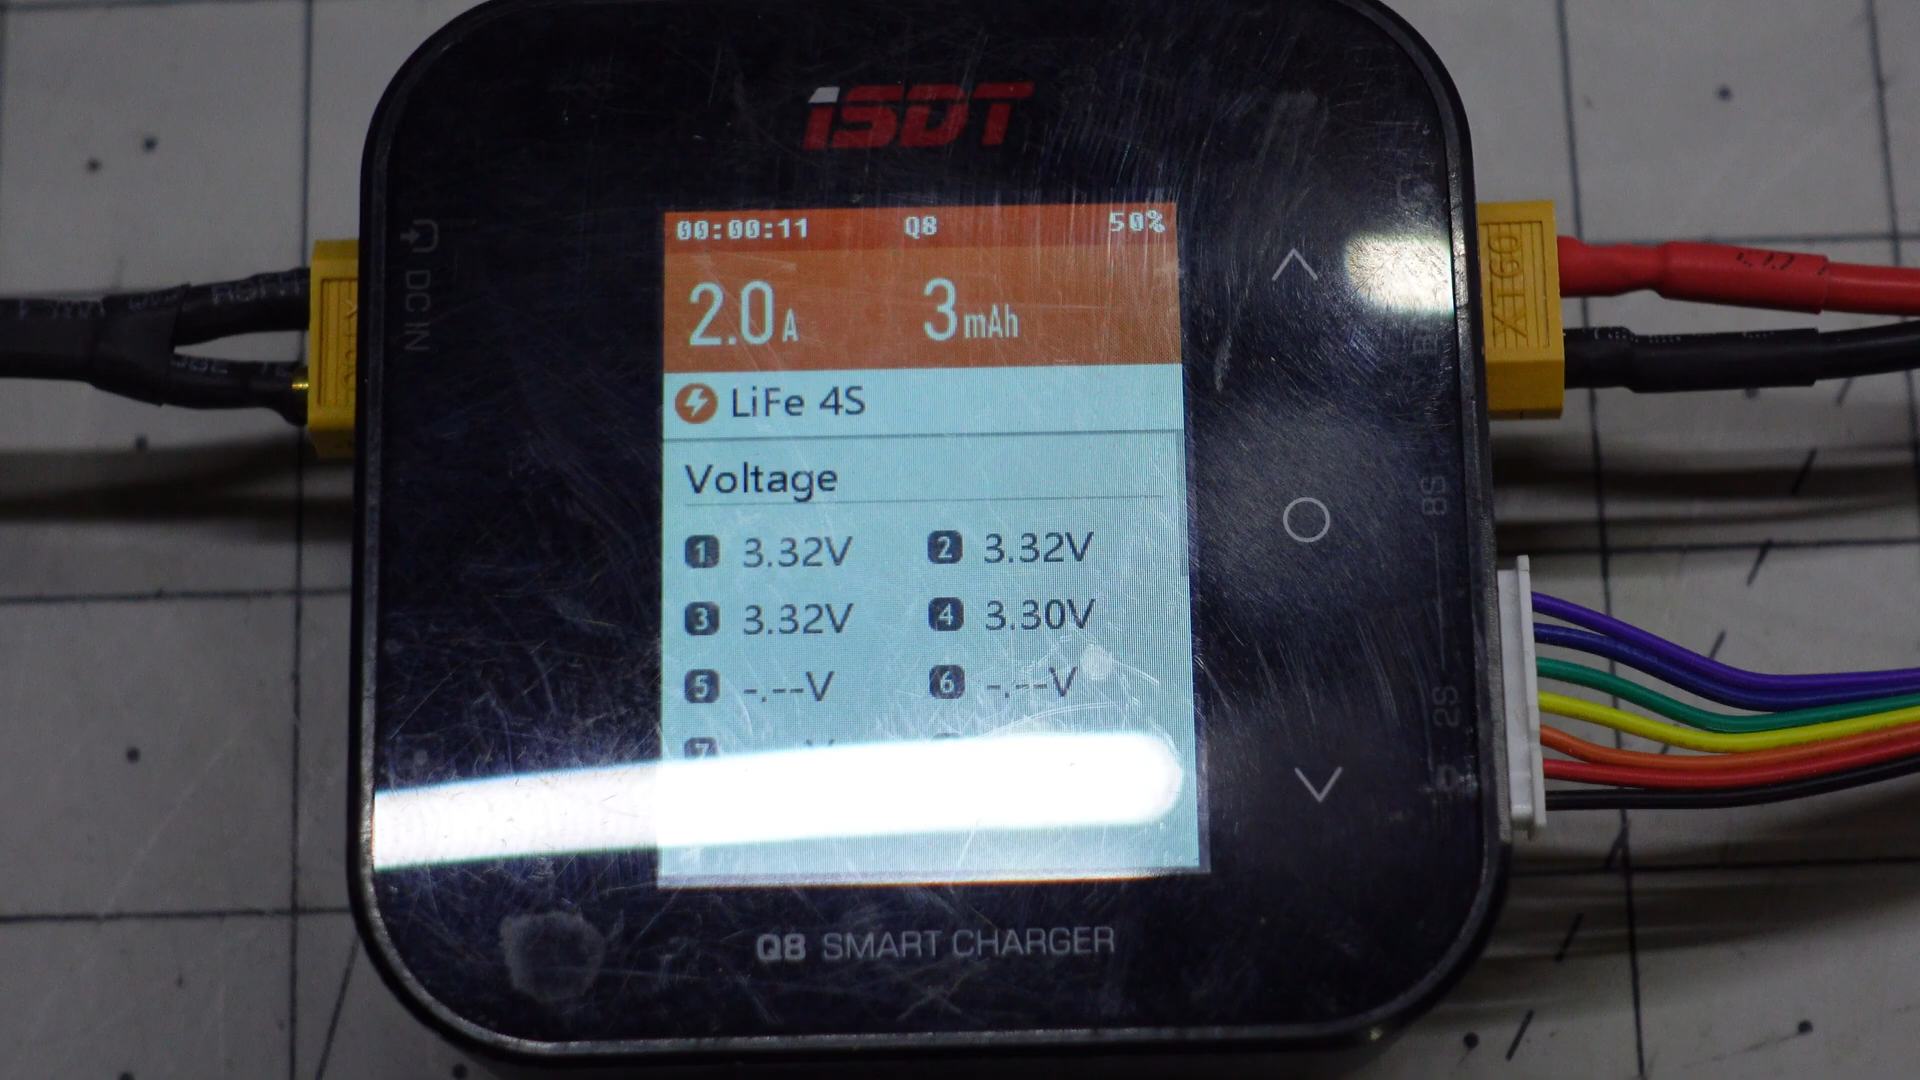 iSDT
00:00:11 Q8 50%
2.0A 3mAh
LiFe 4S
Voltage
1 3.32V 2 3.32V
3 3.32V 4 3.30V
5 -.--V 6 -.--V
7
Q8 SMART CHARGER
DC IN
XT60
8S
2S